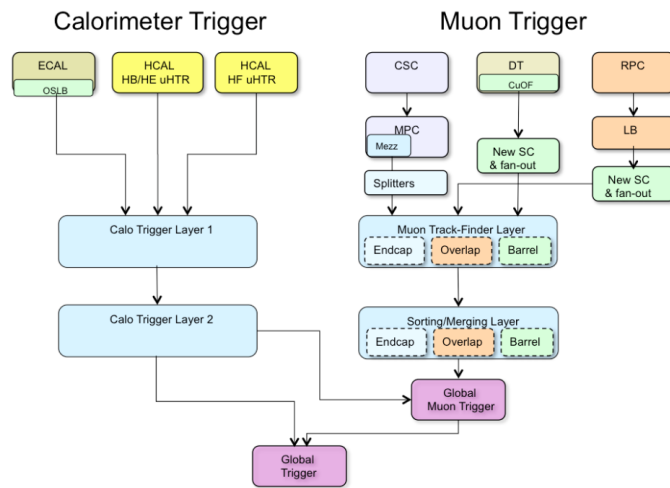 Calorimeter Trigger
Muon Trigger
ECAL
OSLB
HCAL
HB/HE uHTR
HCAL
HF uHTR
CSC
DT
CuOF
RPC
MPC
Mezz
LB
New SC
& fan-out
Splitters
New SC
& fan-out
Calo Trigger Layer 1
Muon Track-Finder Layer
Endcap
Overlap
Barrel
Calo Trigger Layer 2
Sorting/Merging Layer
Endcap
Overlap
Barrel
Global
Muon Trigger
Global
Trigger